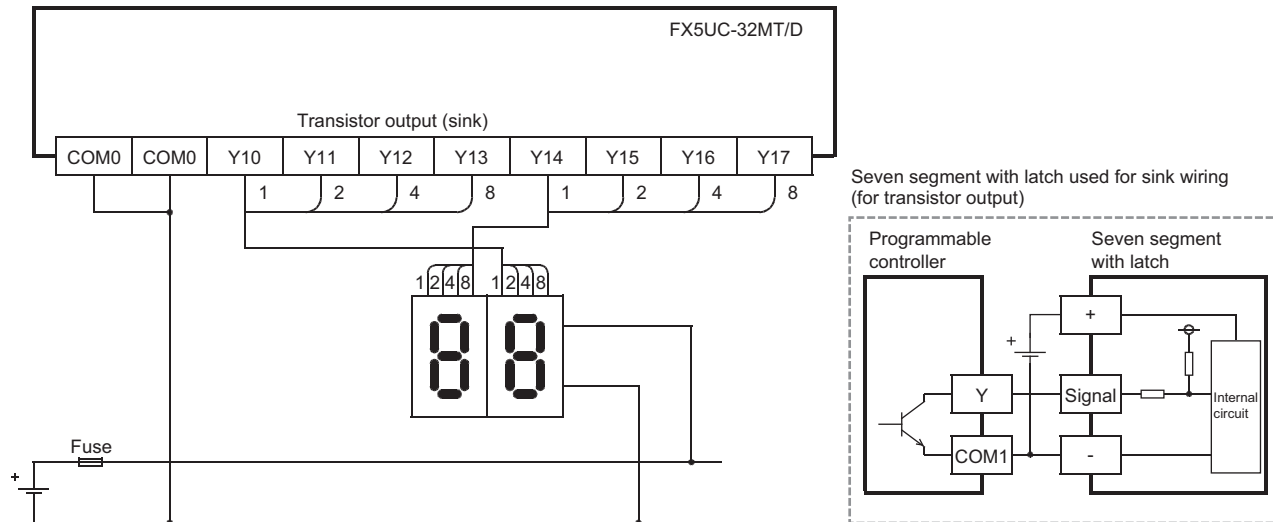 FX5UC-32MT/D
Transistor output (sink)
COM0 COM0 Y10 Y11 Y12 Y13 Y14 Y15 Y16 Y17
1 2 4 8 1 2 4 8
1 2 4 8 1 2 4 8
Fuse
+
Seven segment with latch used for sink wiring
(for transistor output)
Programmable
controller
Seven segment
with latch
+
+
Y
Signal
Internal
circuit
COM1
-